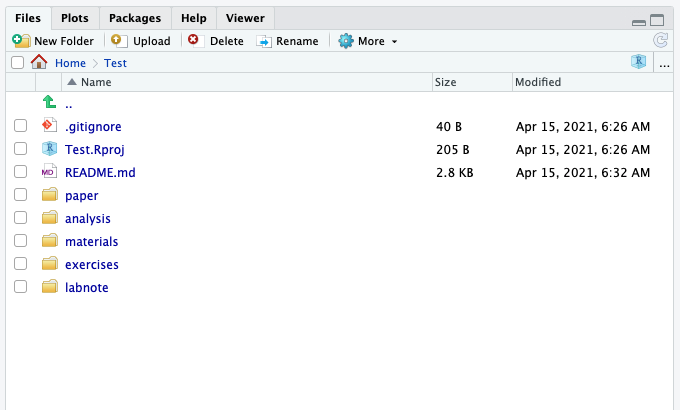 Files Plots Packages Help Viewer
New Folder Upload Delete Rename More
Home Test R ...
Name Size Modified
..
.gitignore 40 B Apr 15, 2021, 6:26 AM
R Test.Rproj 205 B Apr 15, 2021, 6:26 AM
MD README.md 2.8 KB Apr 15, 2021, 6:32 AM
paper
analysis
materials
exercises
labnote